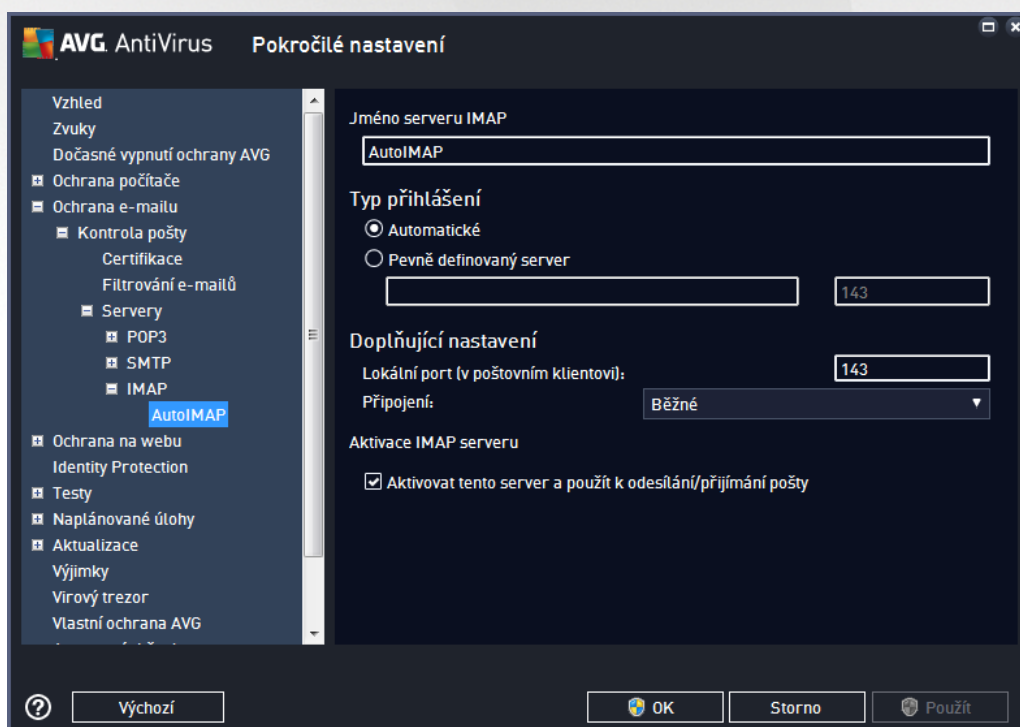 AVG. AntiVirus Pokročilé nastavení
Vzhled
Zvuky
Dočasné vypnutí ochrany AVG
Ochrana počítače
Ochrana e-mailu
Kontrola pošty
Certifikace
Filtrování e-mailů
Servery
POP3
SMTP
IMAP
AutoIMAP
Ochrana na webu
Identity Protection
Testy
Naplánované úlohy
Aktualizace
Výjimky
Virový trezor
Vlastní ochrana AVG
Jméno serveru IMAP
AutoIMAP
Typ přihlášení
Automatické
Pevně definovaný server
143
Doplňující nastavení
Lokální port (v poštovním klientovi): 143
Připojení: Běžné
Aktivace IMAP serveru
Aktivovat tento server a použít k odesílání/přijímání pošty
? Výchozí OK Storno Použít